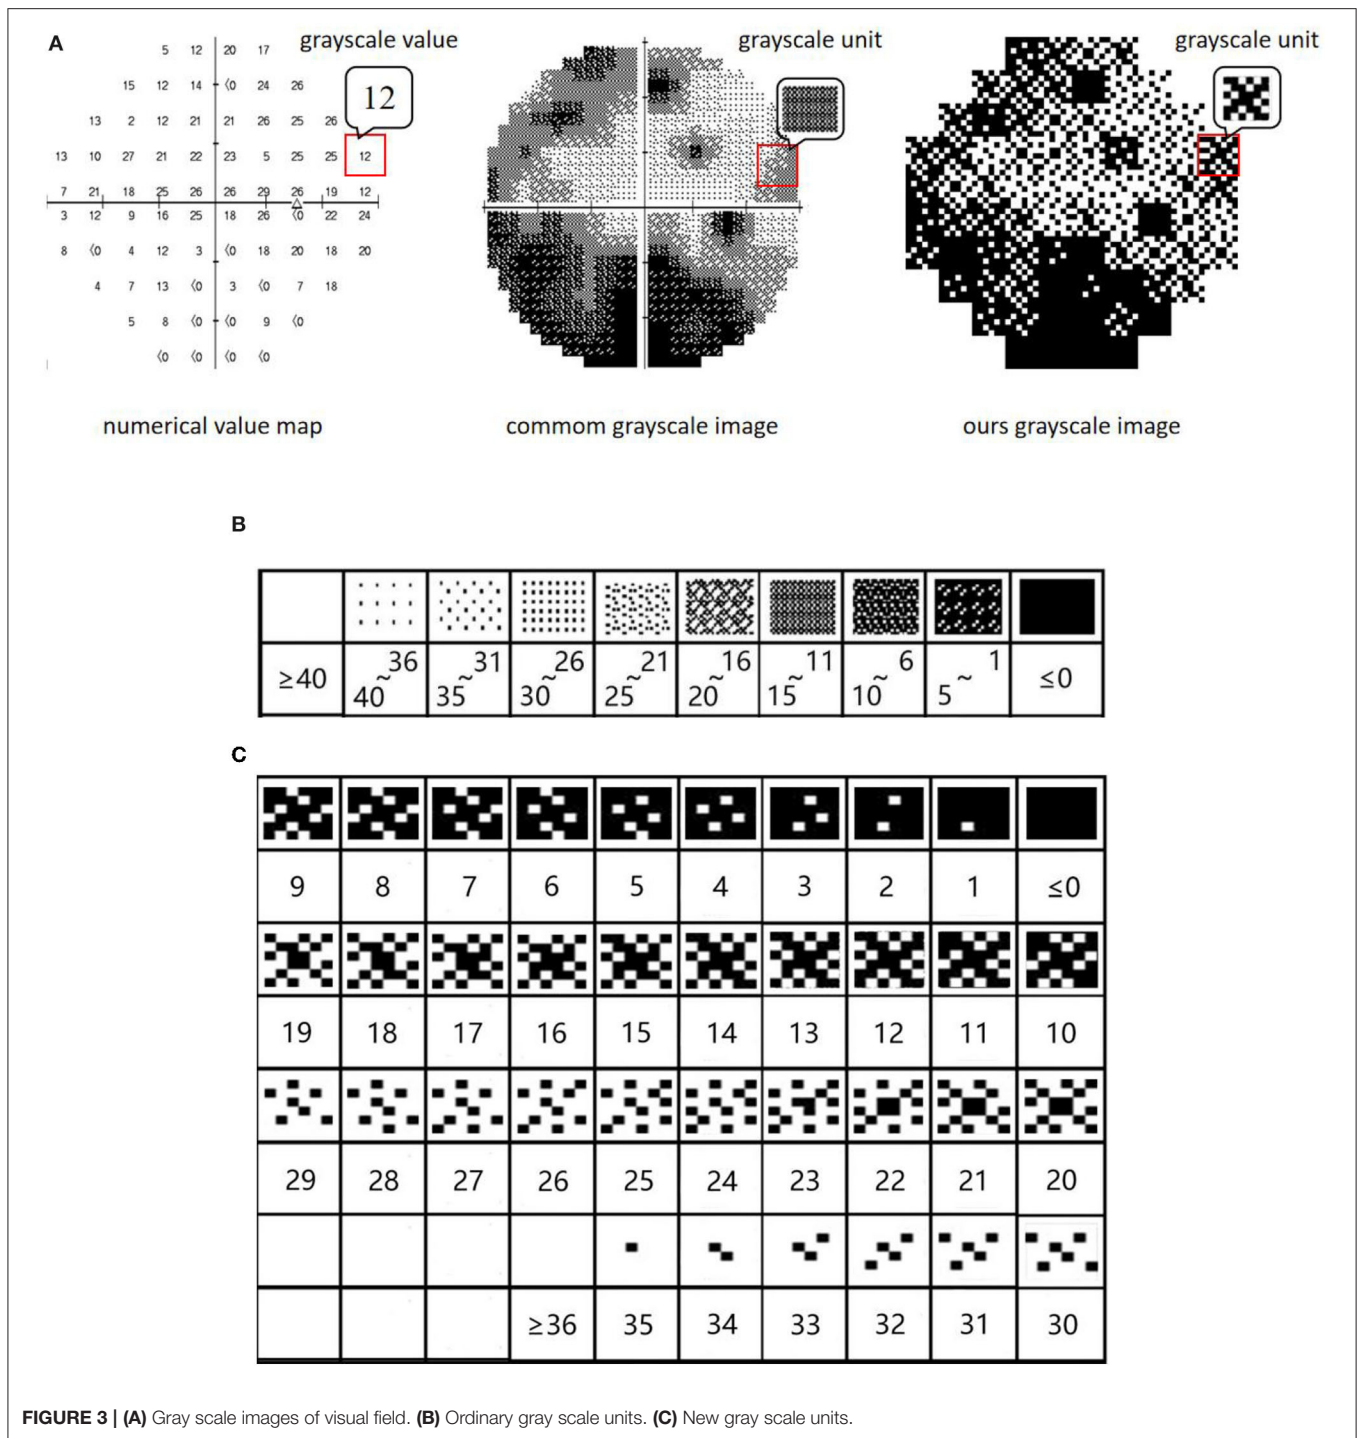 A
grayscale value
grayscale unit
grayscale unit
12
5 12 20 17
15 12 14 〈0 24 26
13 2 12 21 21 26 25 26
13 10 27 21 22 23 5 25 25 12
7 21 18 25 26 26 29 26 19 12
3 12 9 16 25 18 26 〈0 22 24
8 〈0 4 12 3 〈0 18 20 18 20
4 7 13 〈0 3 〈0 7 18
5 8 〈0 〈0 9 〈0
〈0 〈0 〈0 〈0
numerical value map
commom grayscale image
ours grayscale image
B
≥40 40~36 35~31 30~26 25~21 20~16 15~11 10~6 5~1 ≤0
C
9 8 7 6 5 4 3 2 1 ≤0
19 18 17 16 15 14 13 12 11 10
29 28 27 26 25 24 23 22 21 20
≥36 35 34 33 32 31 30
FIGURE 3 | (A) Gray scale images of visual field. (B) Ordinary gray scale units. (C) New gray scale units.